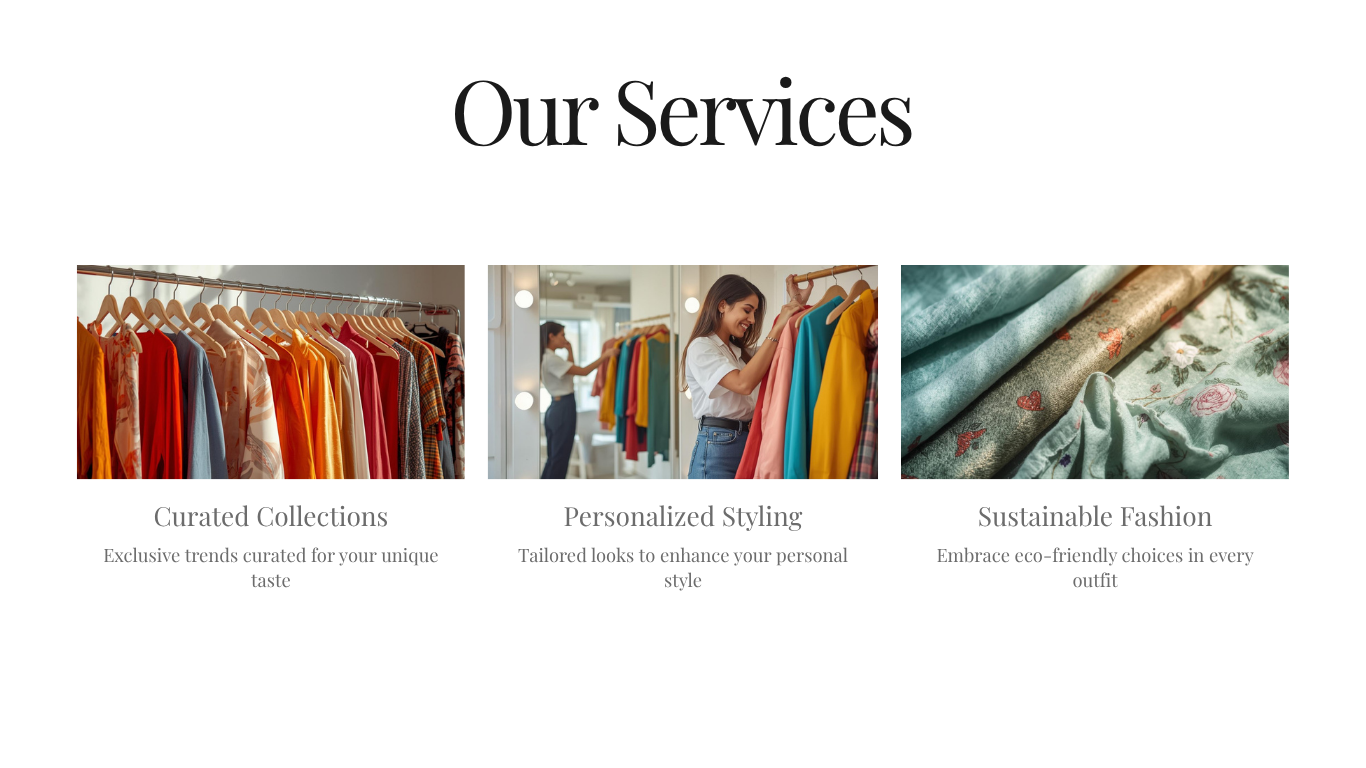 Our Services
Curated Collections
Exclusive trends curated for your unique
taste
Personalized Styling
Tailored looks to enhance your personal
style
Sustainable Fashion
Embrace eco-friendly choices in every
outfit